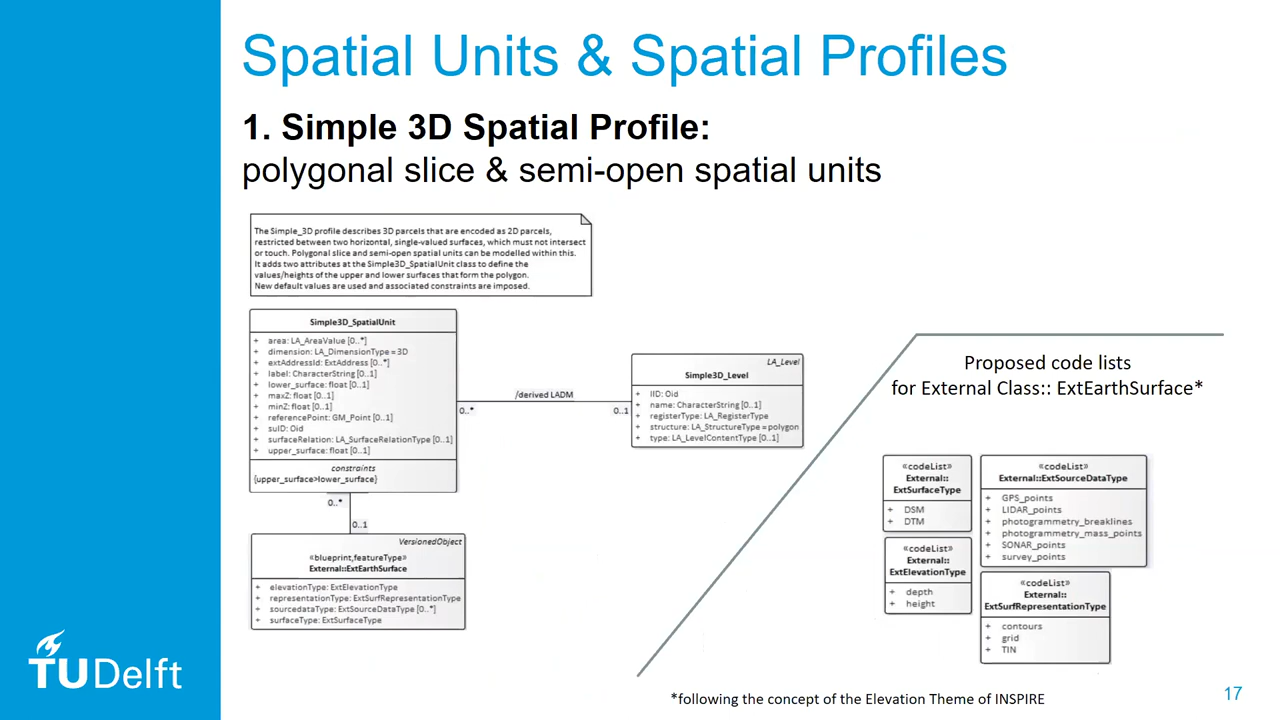 Spatial Units & Spatial Profiles
1. Simple 3D Spatial Profile:
polygonal slice & semi-open spatial units
The Simple_3D profile describes 3D parcels that are encoded as 2D parcels,
restricted between two horizontal, single-valued surfaces, which must not intersect
or touch. Polygonal slice and semi-open spatial units can be modelled within this.
It adds two attributes at the Simple3D_SpatialUnit class to define the
values/heights of the upper and lower surfaces that form the polygon.
New default values are used and associated constraints are imposed.
Simple3D_SpatialUnit
+ area: LA_AreaValue [0..*]
+ dimension: LA_DimensionType = 3D
+ extAddressId: ExtAddress [0..*]
+ label: CharacterString [0..1]
+ lower_surface: float [0..1]
+ maxZ: float [0..1]
+ minZ: float [0..1]
+ referencePoint: GM_Point [0..1]
+ suID: Oid
+ surfaceRelation: LA_SurfaceRelationType [0..1]
+ upper_surface: float [0..1]
constraints
{upper_surface>lower_surface}
/derived LADM
0..*
0..1
LA_Level
Simple3D_Level
+ lID: Oid
+ name: CharacterString [0..1]
+ registerType: LA_RegisterType
+ structure: LA_StructureType = polygon
+ type: LA_LevelContentType [0..1]
0..*
0..1
VersionedObject
«blueprint,featureType»
External::ExtEarthSurface
+ elevationType: ExtElevationType
+ representationType: ExtSurfRepresentationType
+ sourcedataType: ExtSourceDataType [0..*]
+ surfaceType: ExtSurfaceType
Proposed code lists
for External Class:: ExtEarthSurface*
«codeList»
External::
ExtSurfaceType
+ DSM
+ DTM
«codeList»
External::ExtSourceDataType
+ GPS_points
+ LIDAR_points
+ photogrammetry_breaklines
+ photogrammetry_mass_points
+ SONAR_points
+ survey_points
«codeList»
External::
ExtElevationType
+ depth
+ height
«codeList»
External::
ExtSurfRepresentationType
+ contours
+ grid
+ TIN
TUDelft
*following the concept of the Elevation Theme of INSPIRE
17